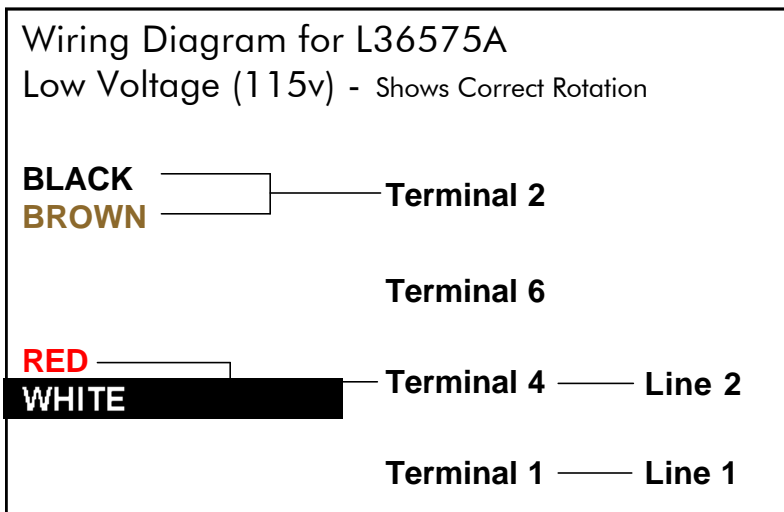 Wiring Diagram for L36575A
Low Voltage (115v) - Shows Correct Rotation
BLACK
BROWN
Terminal 2
Terminal 6
RED
WHITE
Terminal 4
Line 2
Terminal 1
Line 1